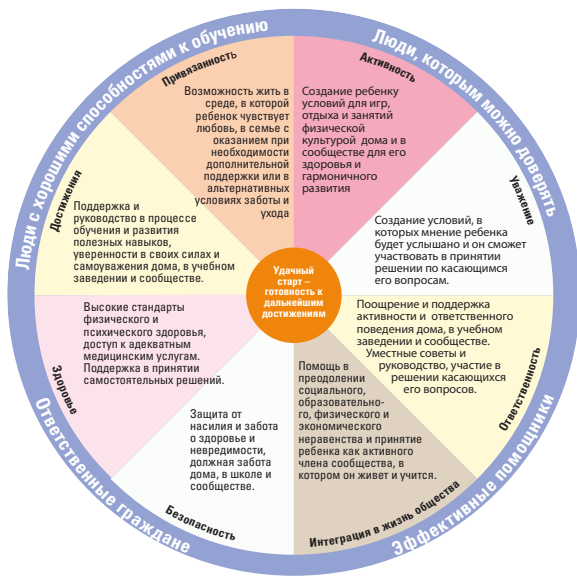 Люди с хорошими способностями к обучению
Люди, которым можно доверять
Привязанность
Возможность жить в
среде, в которой
ребенок чувствует
любовь, в семье с
оказанием при
необходимости
дополнительной
поддержки или в
альтернативных
условиях заботы и
ухода
Активность
Создание ребенку
условий для игр,
отдыха и занятий
физической
культурой дома и в
сообществе для его
здоровья и
гармоничного
развития
Достижения
Поддержка и
руководство в процессе
обучения и развития
полезных навыков,
уверенности в своих силах и
самоуважения дома, в учебном
заведении и сообществе.
Уважение
Создание условий, в
которых мнение ребенка
будет услышано и он сможет
участвовать в принятии
решении по касающимся
его вопросам.
Удачный
старт –
готовность к
дальнейшим
достижениям
Здоровье
Высокие стандарты
физического и
психического здоровья,
доступ к адекватным
медицинским услугам.
Поддержка в принятии
самостоятельных решений.
Ответственность
Поощрение и поддержка
активности и ответственного
поведения дома, в учебном
заведении и сообществе.
Уместные советы и
руководство, участие в
решении касающихся
его вопросов.
Безопасность
Защита от
насилия и забота
о здоровье и
невредимости,
должная забота
дома, в школе и
сообществе.
Интеграция в жизнь общества
Помощь в
преодолении
социального,
образовательно-
го, физического и
экономического
неравенства и принятие
ребенка как активного
члена сообщества, в
котором он живет и учится.
Ответственные граждане
Эффективные помощники